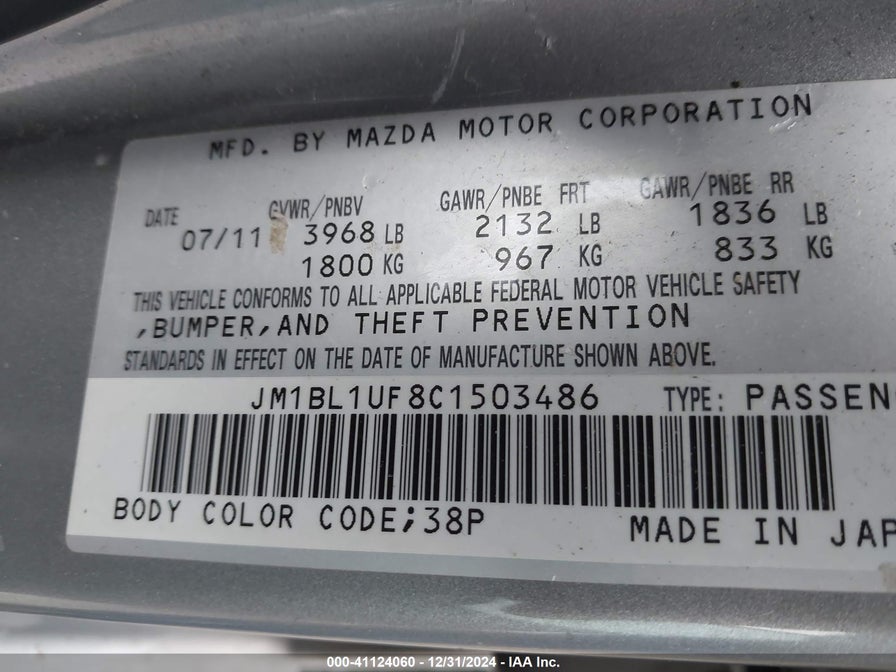 MFD. BY MAZDA MOTOR CORPORATION
DATE GVWR/PNBV GAWR/PNBE FRT GAWR/PNBE RR
07/11 3968 LB 2132 LB 1836 LB
1800 KG 967 KG 833 KG
THIS VEHICLE CONFORMS TO ALL APPLICABLE FEDERAL MOTOR VEHICLE SAFETY
,BUMPER,AND THEFT PREVENTION
STANDARDS IN EFFECT ON THE DATE OF MANUFACTURE SHOWN ABOVE.
JM1BL1UF8C1503486 TYPE: PASSEN
BODY COLOR CODE;38P MADE IN JAP
000-41124060 - 12/31/2024 - IAA Inc.